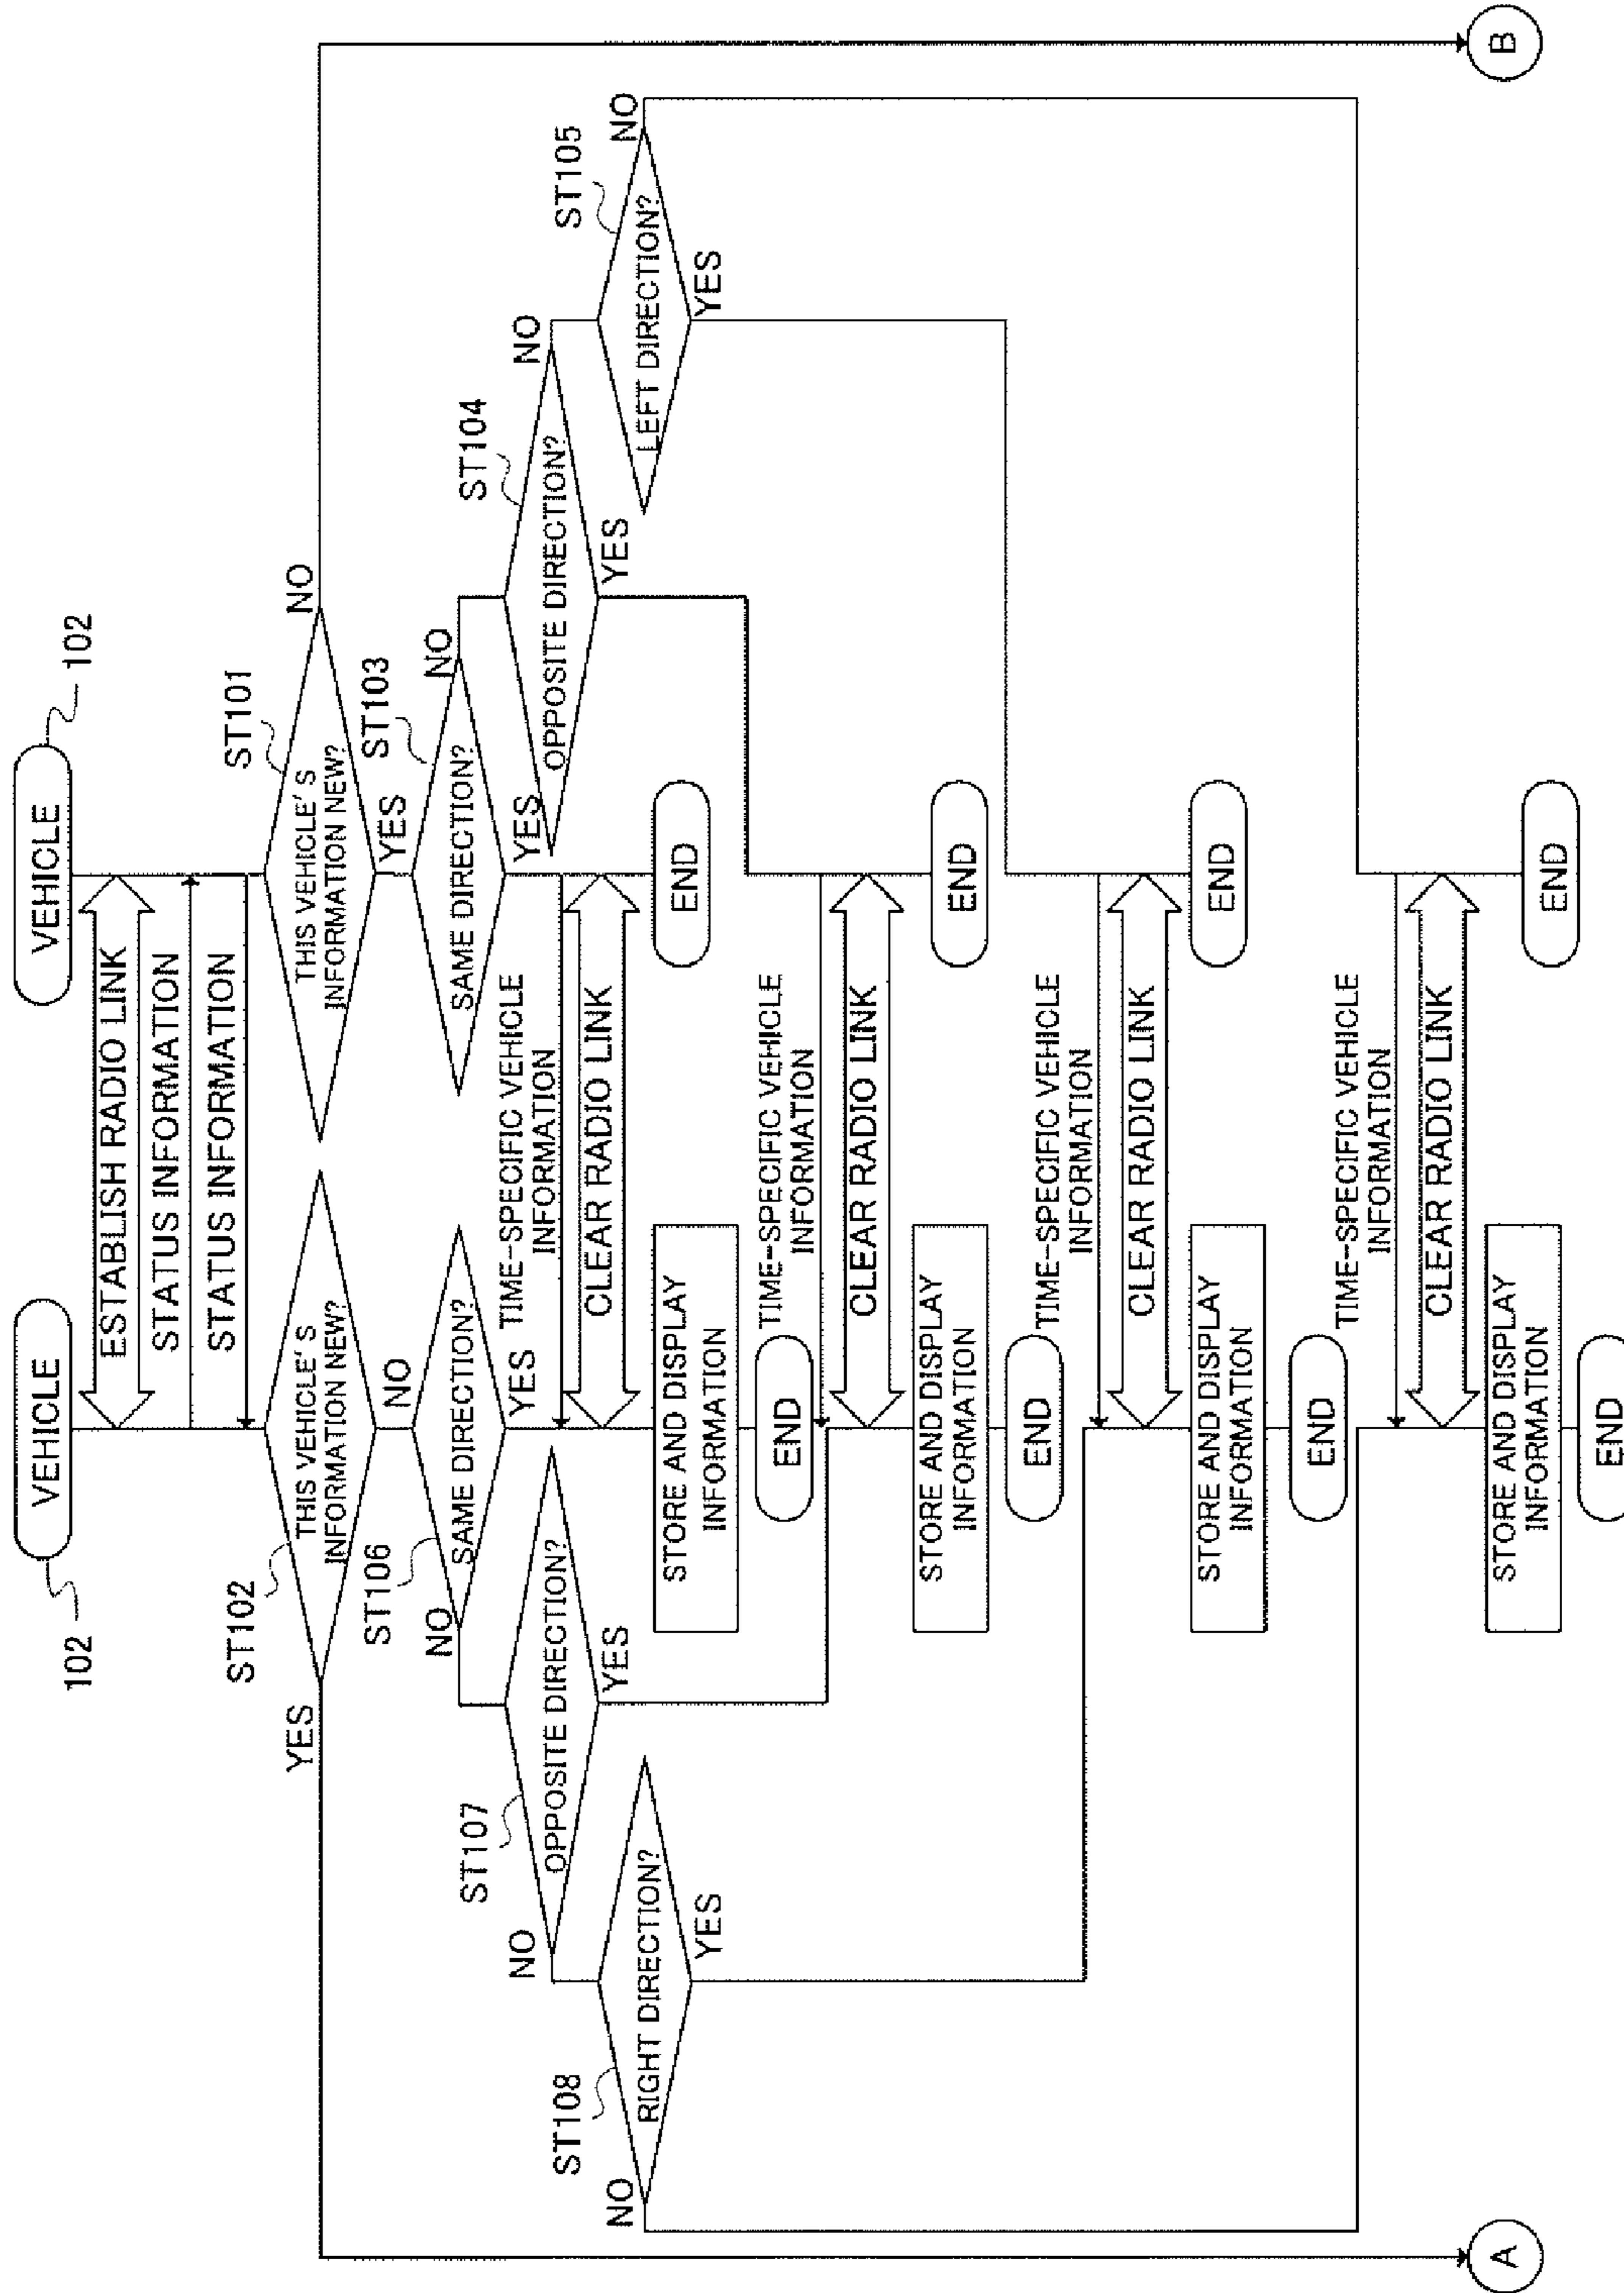 102
VEHICLE
VEHICLE
102
ESTABLISH RADIO LINK
STATUS INFORMATION
STATUS INFORMATION
ST102
THIS VEHICLE'S
INFORMATION NEW?
YES
NO
ST101
THIS VEHICLE'S
INFORMATION NEW?
NO
YES
ST106
SAME DIRECTION?
NO
YES
ST103
SAME DIRECTION?
NO
YES
ST107
OPPOSITE DIRECTION?
NO
YES
ST104
OPPOSITE DIRECTION?
NO
YES
ST108
RIGHT DIRECTION?
NO
YES
ST105
LEFT DIRECTION?
NO
YES
TIME-SPECIFIC VEHICLE
INFORMATION
CLEAR RADIO LINK
STORE AND DISPLAY
INFORMATION
END
END
TIME-SPECIFIC VEHICLE
INFORMATION
CLEAR RADIO LINK
STORE AND DISPLAY
INFORMATION
END
END
TIME-SPECIFIC VEHICLE
INFORMATION
CLEAR RADIO LINK
STORE AND DISPLAY
INFORMATION
END
END
TIME-SPECIFIC VEHICLE
INFORMATION
CLEAR RADIO LINK
STORE AND DISPLAY
INFORMATION
END
END
A
B